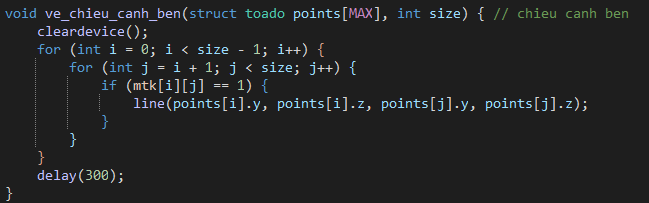 void ve_chieu_canh_ben(struct toado points[MAX], int size) { // chieu canh ben
    cleardevice();
    for (int i = 0; i < size - 1; i++) {
        for (int j = i + 1; j < size; j++) {
            if (mtk[i][j] == 1) {
                line(points[i].y, points[i].z, points[j].y, points[j].z);
            }
        }
    }
    delay(300);
}